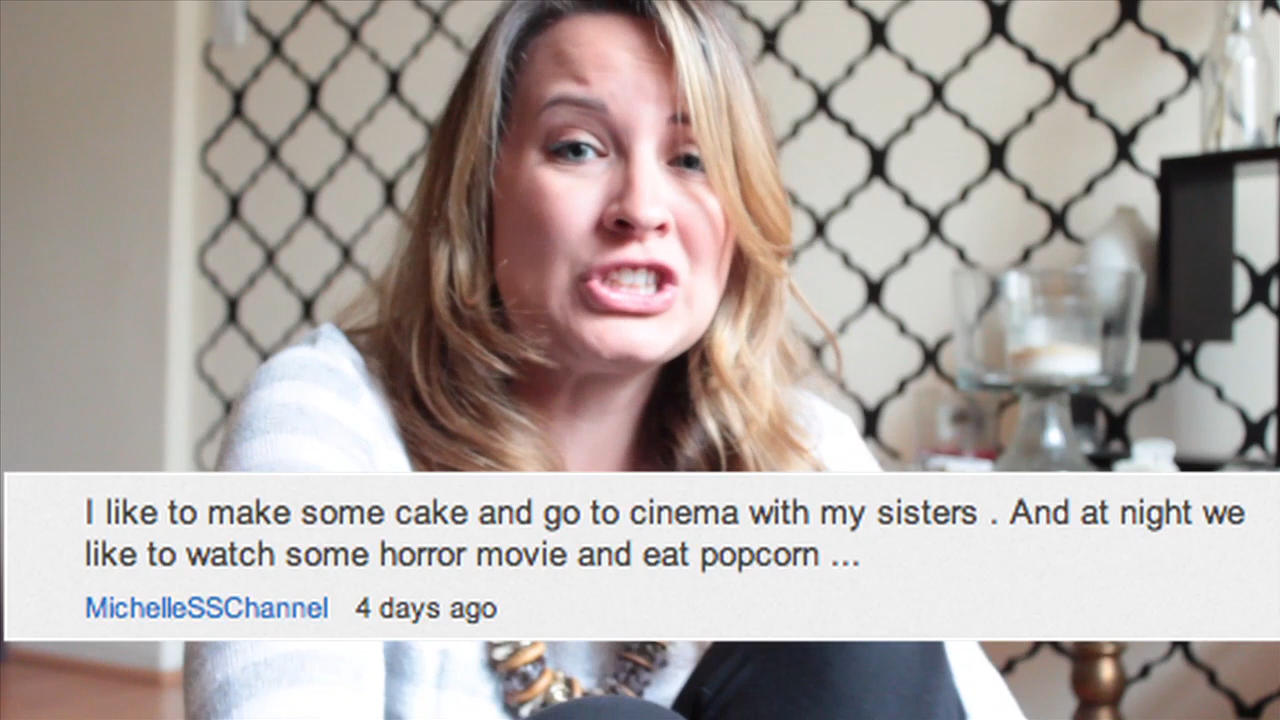 I like to make some cake and go to cinema with my sisters . And at night we
like to watch some horror movie and eat popcorn ...
MichelleSSChannel 4 days ago